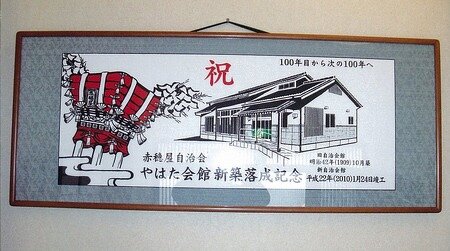 100年目から次の100年へ
祝
赤穂屋自治会
やはた会館新築落成記念
旧自治会館
明治42年(1909)10月築
新自治会館
平成22年(2010)1月24日竣工